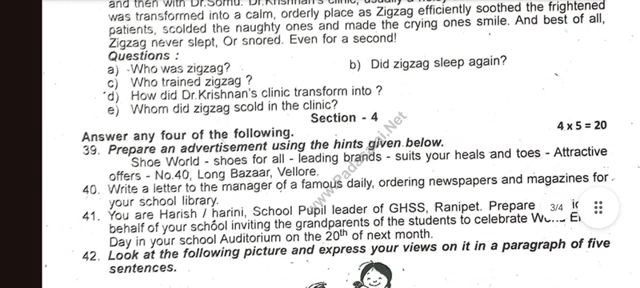 and then with Dr.Somu. Dr.Krishnan's clinic, usually a
was transformed into a calm, orderly place as Zigzag efficiently soothed the frightened
patients, scolded the naughty ones and made the crying ones smile. And best of all,
Zigzag never slept, Or snored. Even for a second!
Questions :
a) Who was zigzag? b) Did zigzag sleep again?
c) Who trained zigzag ?
d) How did Dr.Krishnan's clinic transform into ?
e) Whom did zigzag scold in the clinic?
Section - 4
Answer any four of the following. 4 x 5 = 20
39. Prepare an advertisement using the hints given below.
Shoe World - shoes for all - leading brands - suits your heals and toes - Attractive
offers - No.40, Long Bazaar, Vellore.
40. Write a letter to the manager of a famous daily, ordering newspapers and magazines for
your school library.
41. You are Harish / harini, School Pupil leader of GHSS, Ranipet. Prepare 3/4
behalf of your school inviting the grandparents of the students to celebrate
Day in your school Auditorium on the 20th of next month.
42. Look at the following picture and express your views on it in a paragraph of five
sentences.